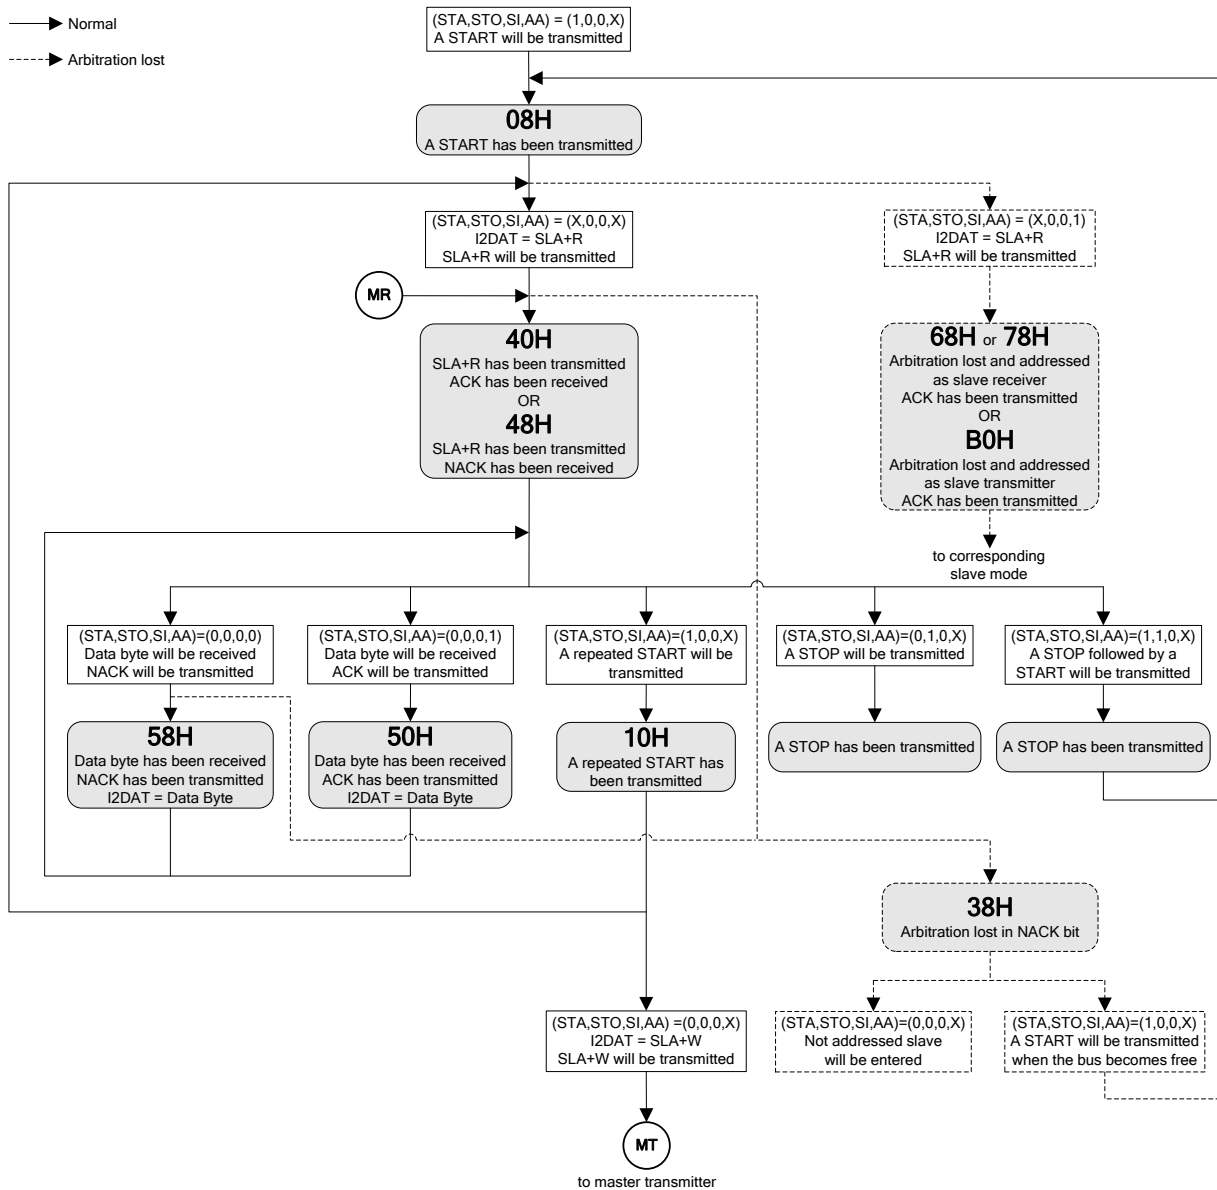 Normal
Arbitration lost
(STA,STO,SI,AA) = (1,0,0,X)
A START will be transmitted
08H
A START has been transmitted
(STA,STO,SI,AA) = (X,0,0,X)
I2DAT = SLA+R
SLA+R will be transmitted
(STA,STO,SI,AA) = (X,0,0,1)
I2DAT = SLA+R
SLA+R will be transmitted
MR
40H
SLA+R has been transmitted
ACK has been received
OR
48H
SLA+R has been transmitted
NACK has been received
68H or 78H
Arbitration lost and addressed
as slave receiver
ACK has been transmitted
OR
B0H
Arbitration lost and addressed
as slave transmitter
ACK has been transmitted
to corresponding
slave mode
(STA,STO,SI,AA)=(0,0,0,0)
Data byte will be received
NACK will be transmitted
(STA,STO,SI,AA)=(0,0,0,1)
Data byte will be received
ACK will be transmitted
(STA,STO,SI,AA)=(1,0,0,X)
A repeated START will be
transmitted
(STA,STO,SI,AA)=(0,1,0,X)
A STOP will be transmitted
(STA,STO,SI,AA)=(1,1,0,X)
A STOP followed by a
START will be transmitted
58H
Data byte has been received
NACK has been transmitted
I2DAT = Data Byte
50H
Data byte has been received
ACK has been transmitted
I2DAT = Data Byte
10H
A repeated START has
been transmitted
A STOP has been transmitted
A STOP has been transmitted
38H
Arbitration lost in NACK bit
(STA,STO,SI,AA) =(0,0,0,X)
I2DAT = SLA+W
SLA+W will be transmitted
(STA,STO,SI,AA)=(0,0,0,X)
Not addressed slave
will be entered
(STA,STO,SI,AA)=(1,0,0,X)
A START will be transmitted
when the bus becomes free
MT
to master transmitter